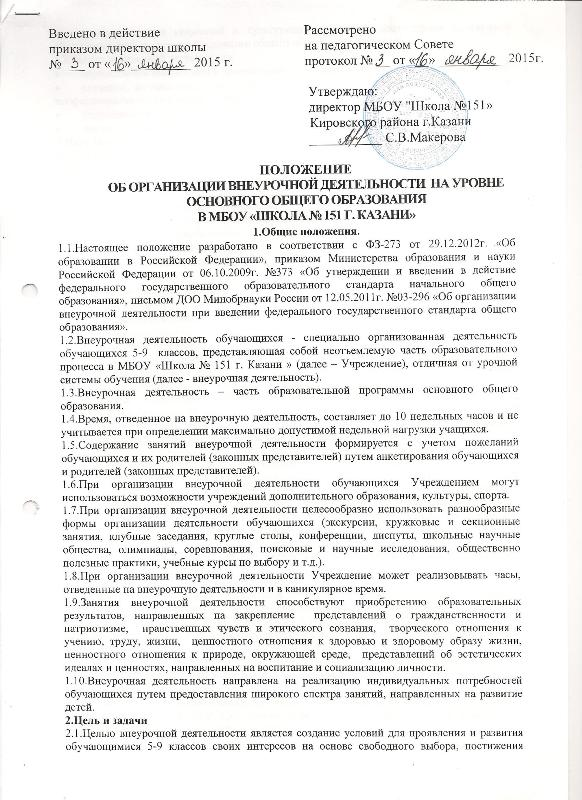 Введено в действие
приказом директора школы
№ 3 от «16» января 2015 г.
Рассмотрено
на педагогическом Совете
протокол № 3 от «16» января 2015г.
Утверждаю:
директор МБОУ "Школа №151»
Кировского района г.Казани
С.В.Макерова
ПОЛОЖЕНИЕ
ОБ ОРГАНИЗАЦИИ ВНЕУРОЧНОЙ ДЕЯТЕЛЬНОСТИ НА УРОВНЕ
ОСНОВНОГО ОБЩЕГО ОБРАЗОВАНИЯ
В МБОУ «ШКОЛА № 151 Г. КАЗАНИ»
1.Общие положения.
1.1.Настоящее положение разработано в соответствии с ФЗ-273 от 29.12.2012г. «Об
образовании в Российской Федерации», приказом Министерства образования и науки
Российской Федерации от 06.10.2009г. №373 «Об утверждении и введении в действие
федерального государственного образовательного стандарта начального общего
образования», письмом ДОО Минобрнауки России от 12.05.2011г. №03-296 «Об организации
внеурочной деятельности при введении федерального государственного стандарта общего
образования».
1.2.Внеурочная деятельность обучающихся - специально организованная деятельность
обучающихся 5-9 классов, представляющая собой неотъемлемую часть образовательного
процесса в МБОУ «Школа № 151 г. Казани » (далее – Учреждение), отличная от урочной
системы обучения (далее - внеурочная деятельность).
1.3.Внеурочная деятельность – часть образовательной программы основного общего
образования.
1.4.Время, отведенное на внеурочную деятельность, составляет до 10 недельных часов и не
учитывается при определении максимально допустимой недельной нагрузки учащихся.
1.5.Содержание занятий внеурочной деятельности формируется с учетом пожеланий
обучающихся и их родителей (законных представителей) путем анкетирования обучающихся
и родителей (законных представителей).
1.6.При организации внеурочной деятельности обучающихся Учреждением могут
использоваться возможности учреждений дополнительного образования, культуры, спорта.
1.7.При организации внеурочной деятельности целесообразно использовать разнообразные
формы организации деятельности обучающихся (экскурсии, кружковые и секционные
занятия, клубные заседания, круглые столы, конференции, диспуты, школьные научные
общества, олимпиады, соревнования, поисковые и научные исследования, общественно
полезные практики, учебные курсы по выбору и т.д.).
1.8.При организации внеурочной деятельности Учреждение может реализовывать часы,
отведенные на внеурочную деятельности и в каникулярное время.
1.9.Занятия внеурочной деятельности способствуют приобретению образовательных
результатов, направленных на закрепление представлений о гражданственности и
патриотизме, нравственных чувств и этического сознания, творческого отношения к
учению, труду, жизни, ценностного отношения к здоровью и здоровому образу жизни,
ценностного отношения к природе, окружающей среде, представлений об эстетических
идеалах и ценностях, направленных на воспитание и социализацию личности.
1.10.Внеурочная деятельность направлена на реализацию индивидуальных потребностей
обучающихся путем предоставления широкого спектра занятий, направленных на развитие
детей.
2.Цель и задачи
2.1.Целью внеурочной деятельности является создание условий для проявления и развития
обучающимися 5-9 классов своих интересов на основе свободного выбора, постижения